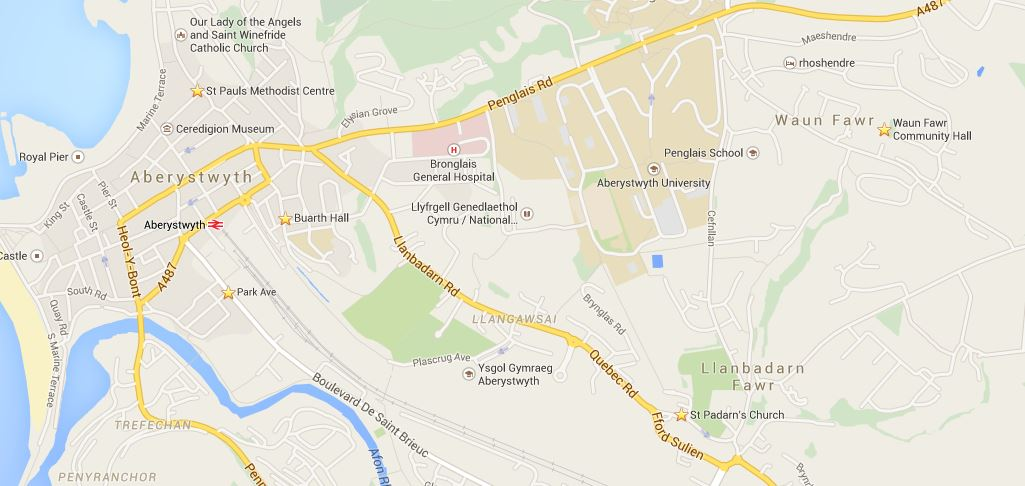 Our Lady of the
Angels
and Saint Winefride
Catholic Church
A487
Maeshendre
rhoshendre
St Pauls Methodist Centre
Marine Terrace
Elysian Grove
Penglais Rd
Waun Fawr
Waun Fawr
Community Hall
Ceredigion Museum
Royal Pier
H
Bronglais
General Hospital
Penglais School
Aberystwyth University
Aberystwyth
Pier St
King St
Castle St
Llyfrgell Genedlaethol
Cymru / National...
Buarth Hall
Aberystwyth
Cefnllan
Castle
Heol-Y-Bont
A487
Llanbadarn Rd
South Rd
Park Ave
Quay Rd
S Marine Terrace
Brynglas Rd
LLANGAWSAI
Plascrug Ave
Ysgol Gymraeg
Aberystwyth
Quebec Rd
Llanbadarn
Fawr
Boulevard De Saint Brieuc
St Padarn's Church
Fford Sulien
TREFECHAN
Afon Rh
PENYRANCHOR